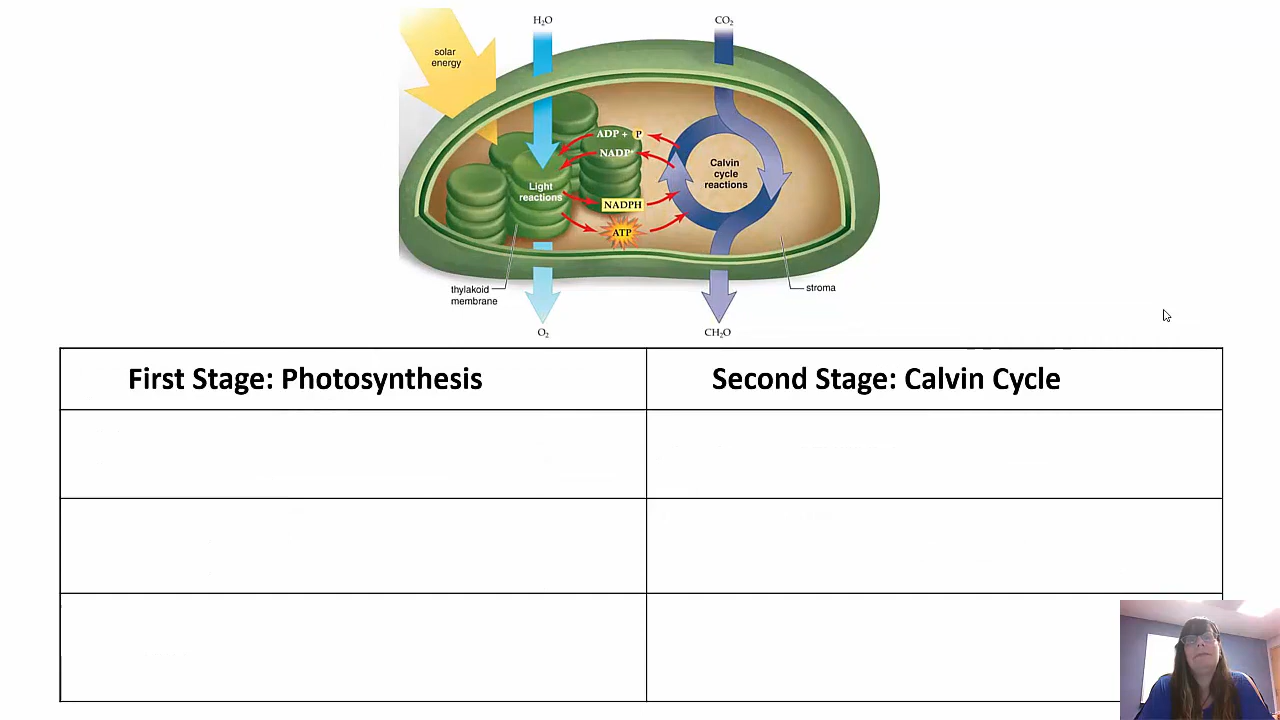 H₂O
CO₂
solar
energy
ADP + P
NADP⁺
Light
reactions
Calvin
cycle
reactions
NADPH
ATP
thylakoid
membrane
stroma
O₂
CH₂O
First Stage: Photosynthesis
Second Stage: Calvin Cycle